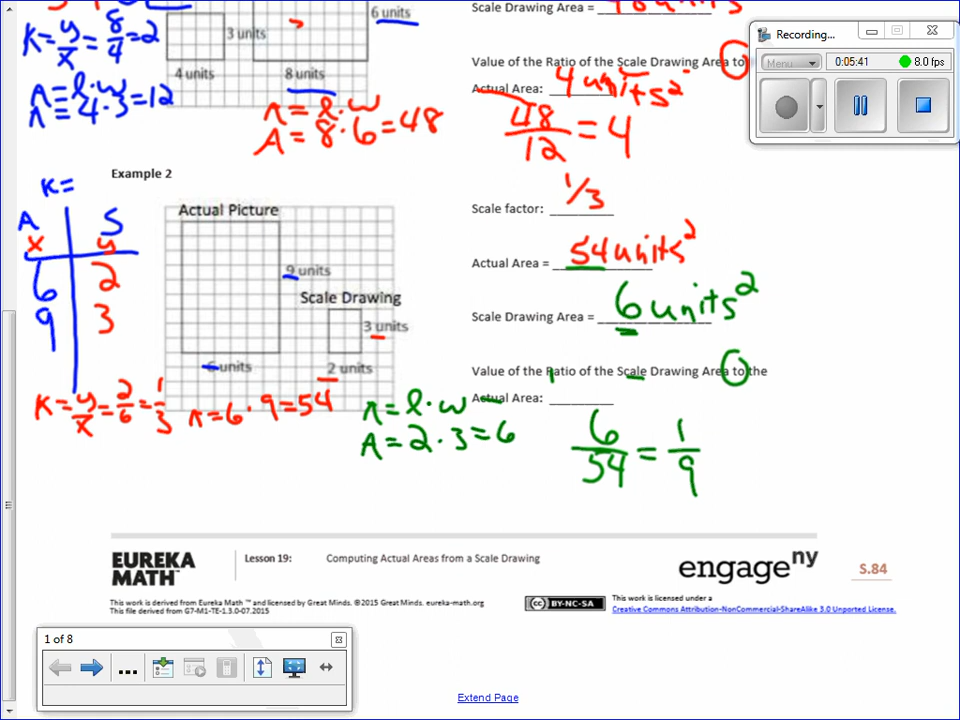 6 units
Scale Drawing Area =
K = y/x = 8/4 = 2
3 units
4 units
8 units
Value of the Ratio of the Scale Drawing Area to
Actual Area: 4 units²
A = l·w
A = 4·3 = 12
A = l·w
A = 8·6 = 48
48/12 = 4
Recording...
Menu
0:05:41
8.0 fps
Example 2
K=
A S
x y
6 2
9 3
Actual Picture
9 units
Scale Drawing
3 units
units
2 units
Scale factor: 1/3
Actual Area = 54 units²
Scale Drawing Area = 6 units²
Value of the Ratio of the Scale Drawing Area to the
Actual Area:
K = y/x = 2/6 = 1/3
A = 6·9 = 54
A = l·w
A = 2·3 = 6
6/54 = 1/9
EUREKA MATH™
Lesson 19: Computing Actual Areas from a Scale Drawing
engage^ny
S.84
This work is derived from Eureka Math ™ and licensed by Great Minds. ©2015 Great Minds. eureka-math.org
This file derived from G7-M1-TE-1.3.0-07.2015
CC BY-NC-SA
This work is licensed under a
Creative Commons Attribution-NonCommercial-ShareAlike 3.0 Unported License.
1 of 8
Extend Page